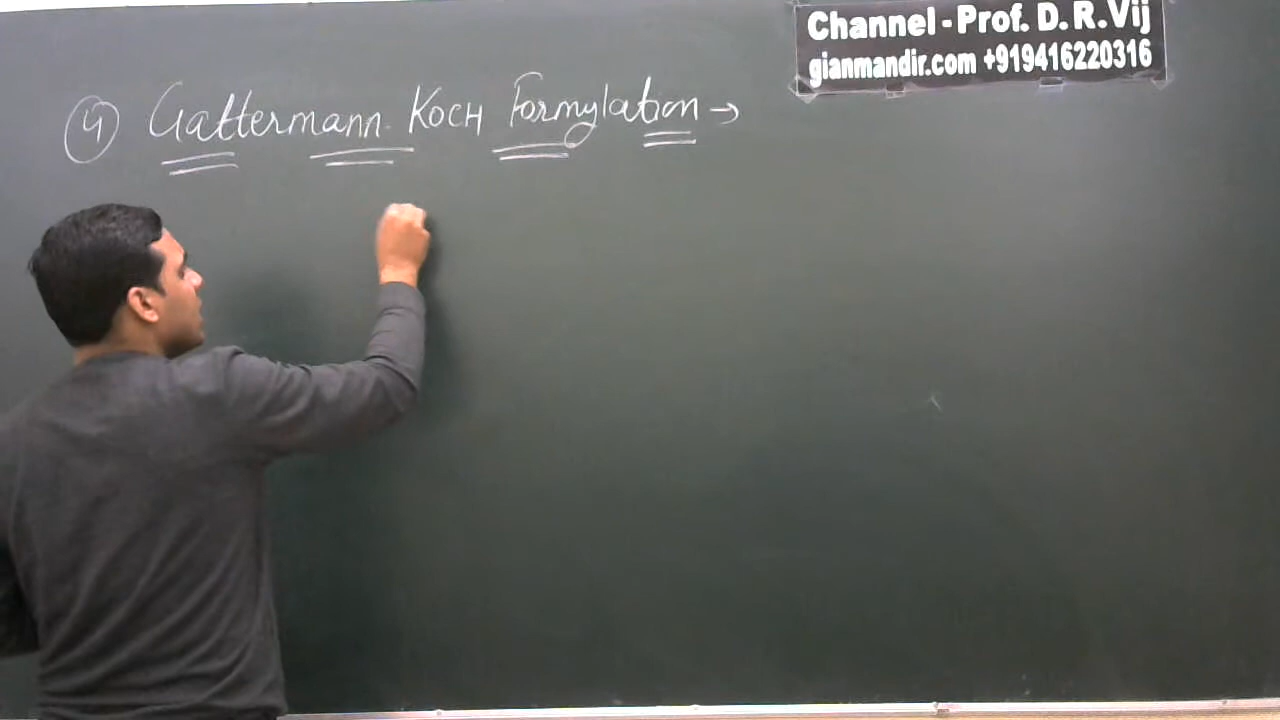 Channel - Prof. D. R. Vij
gianmandir.com +919416220316
4 Gattermann KOCH Formylation →